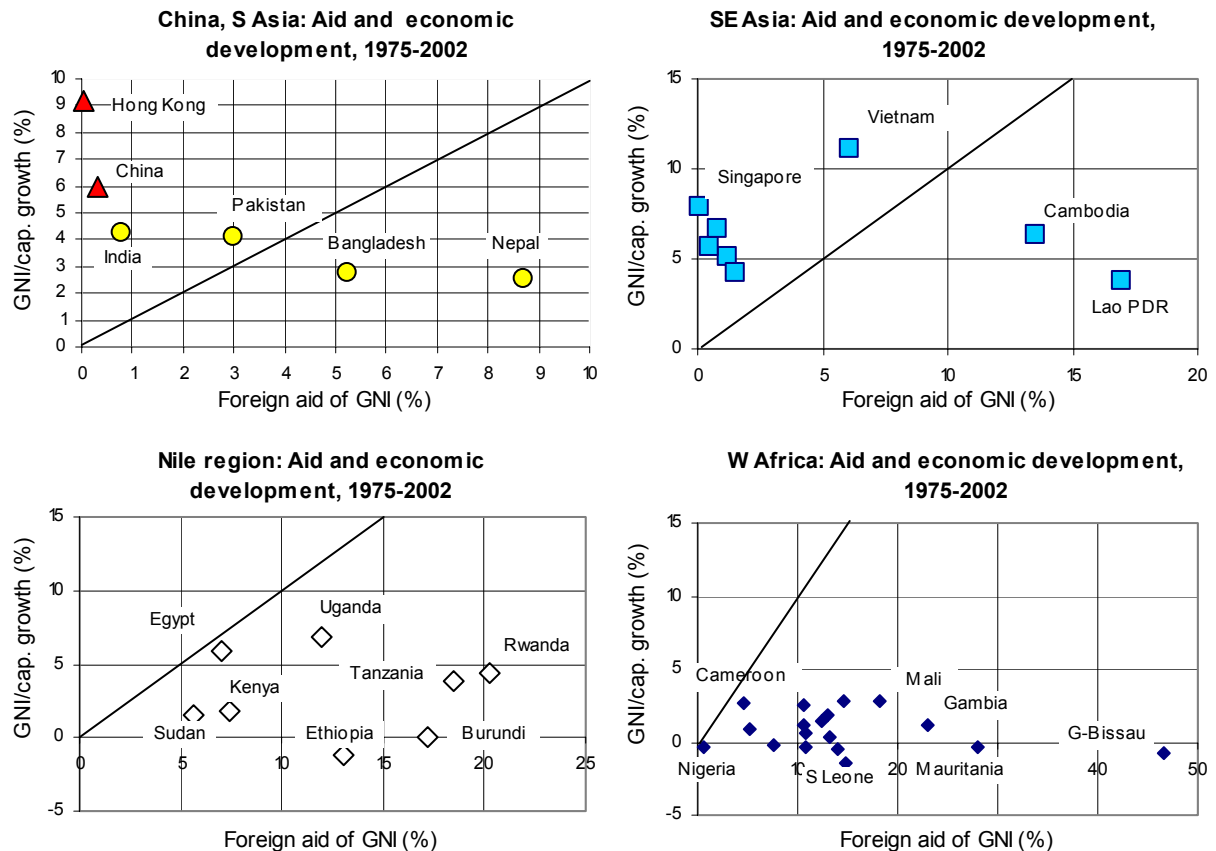 China, S Asia: Aid and economic
development, 1975-2002
10
9
8
7
6
5
4
3
2
1
0
GNI/cap. growth (%)
Hong Kong
China
Pakistan
India
Bangladesh
Nepal
0 1 2 3 4 5 6 7 8 9 10
Foreign aid of GNI (%)
SE Asia: Aid and economic development,
1975-2002
15
10
5
0
GNI/cap. growth (%)
Vietnam
Singapore
Cambodia
Lao PDR
0 5 10 15 20
Foreign aid of GNI (%)
Nile region: Aid and economic
development, 1975-2002
15
10
5
0
-5
GNI/cap. growth (%)
Egypt
Uganda
Rwanda
Tanzania
Kenya
Sudan
Ethiopia
Burundi
0 5 10 15 20 25
Foreign aid of GNI (%)
W Africa: Aid and economic development,
1975-2002
15
10
5
0
-5
GNI/cap. growth (%)
Cameroon
Mali
Gambia
G-Bissau
Nigeria
S Leone
Mauritania
10 20 30 40 50
Foreign aid of GNI (%)